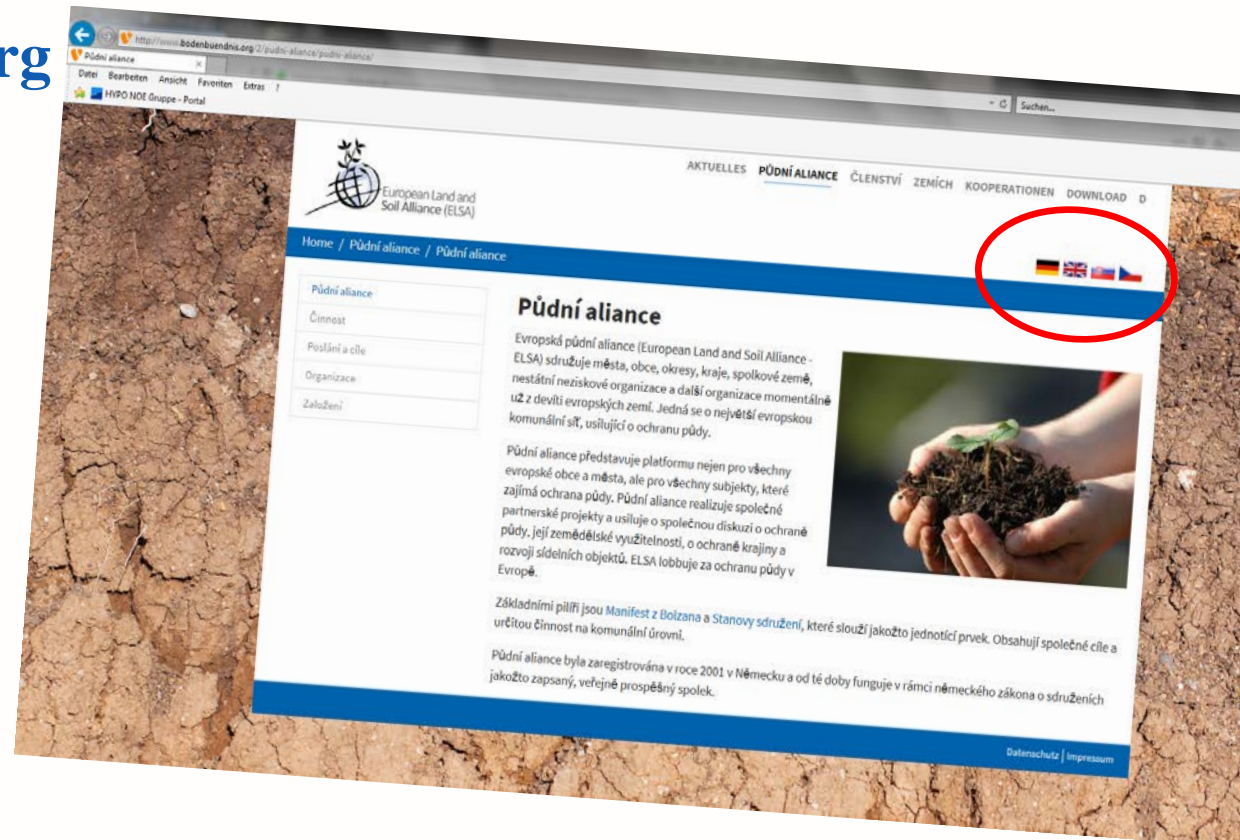 rg
http://www.bodenbuendnis.org/2/pudni-aliance/pudni-aliance/
Suchen...
Půdní aliance
Datei Bearbeiten Ansicht Favoriten Extras ?
HYPO NOE Gruppe - Portal
European Land and
Soil Alliance (ELSA)
AKTUELLES PŮDNÍ ALIANCE ČLENSTVÍ ZEMÍCH KOOPERATIONEN DOWNLOAD D
Home / Půdní aliance / Půdní aliance
Půdní aliance
Činnost
Poslání a cíle
Organizace
Založení
Půdní aliance
Evropská půdní aliance (European Land and Soil Alliance -
ELSA) sdružuje města, obce, okresy, kraje, spolkové země,
nestátní neziskové organizace a další organizace momentálně
už z devíti evropských zemí. Jedná se o největší evropskou
komunální síť, usilující o ochranu půdy.
Půdní aliance představuje platformu nejen pro všechny
evropské obce a města, ale pro všechny subjekty, které
zajímá ochrana půdy. Půdní aliance realizuje společné
partnerské projekty a usiluje o společnou diskuzi o ochraně
půdy, její zemědělské využitelnosti, o ochraně krajiny a
rozvoji sídelních objektů. ELSA lobbuje za ochranu půdy v
Evropě.
Základními pilíři jsou Manifest z Bolzana a Stanovy sdružení, které slouží jakožto jednotící prvek. Obsahují společné cíle a
určitou činnost na komunální úrovni.
Půdní aliance byla zaregistrována v roce 2001 v Německu a od té doby funguje v rámci německého zákona o sdruženích
jakožto zapsaný, veřejně prospěšný spolek.
Datenschutz | Impressum